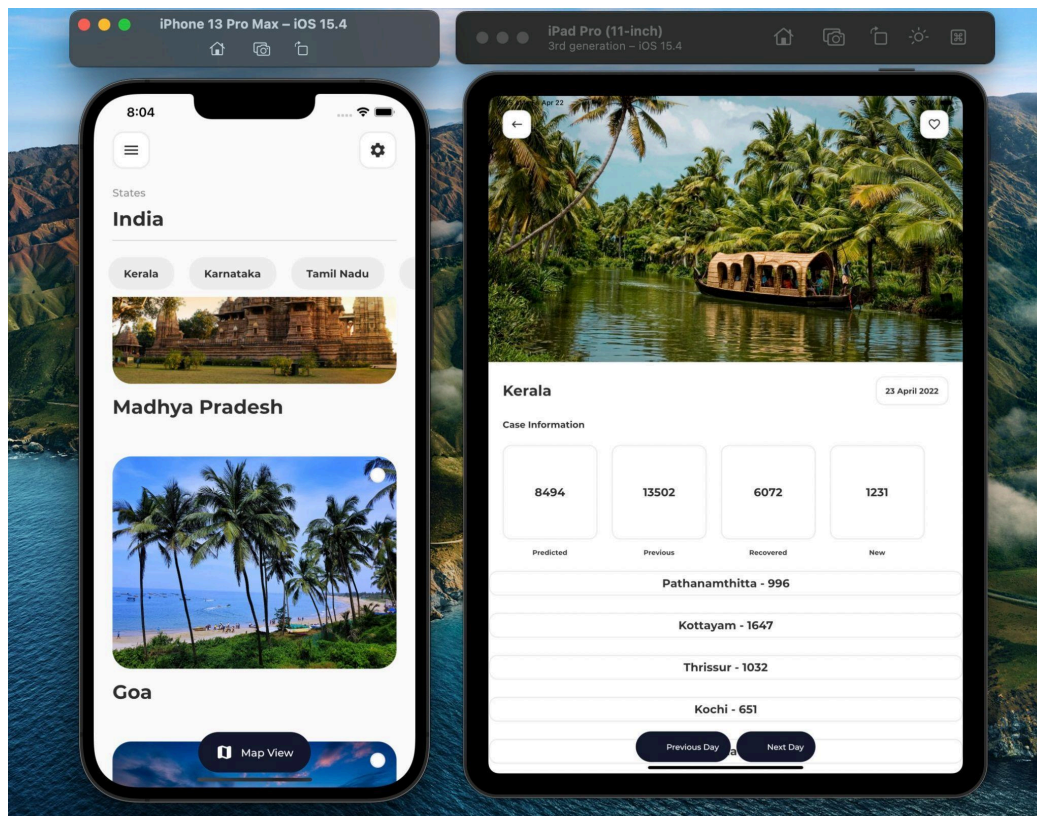 iPhone 13 Pro Max – iOS 15.4
8:04
States
India
Kerala
Karnataka
Tamil Nadu
Madhya Pradesh
Goa
Map View
iPad Pro (11-inch)
3rd generation – iOS 15.4
Apr 22
Kerala
23 April 2022
Case Information
8494
13502
6072
1231
Predicted
Previous
Recovered
New
Pathanamthitta - 996
Kottayam - 1647
Thrissur - 1032
Kochi - 651
Previous Day
Next Day